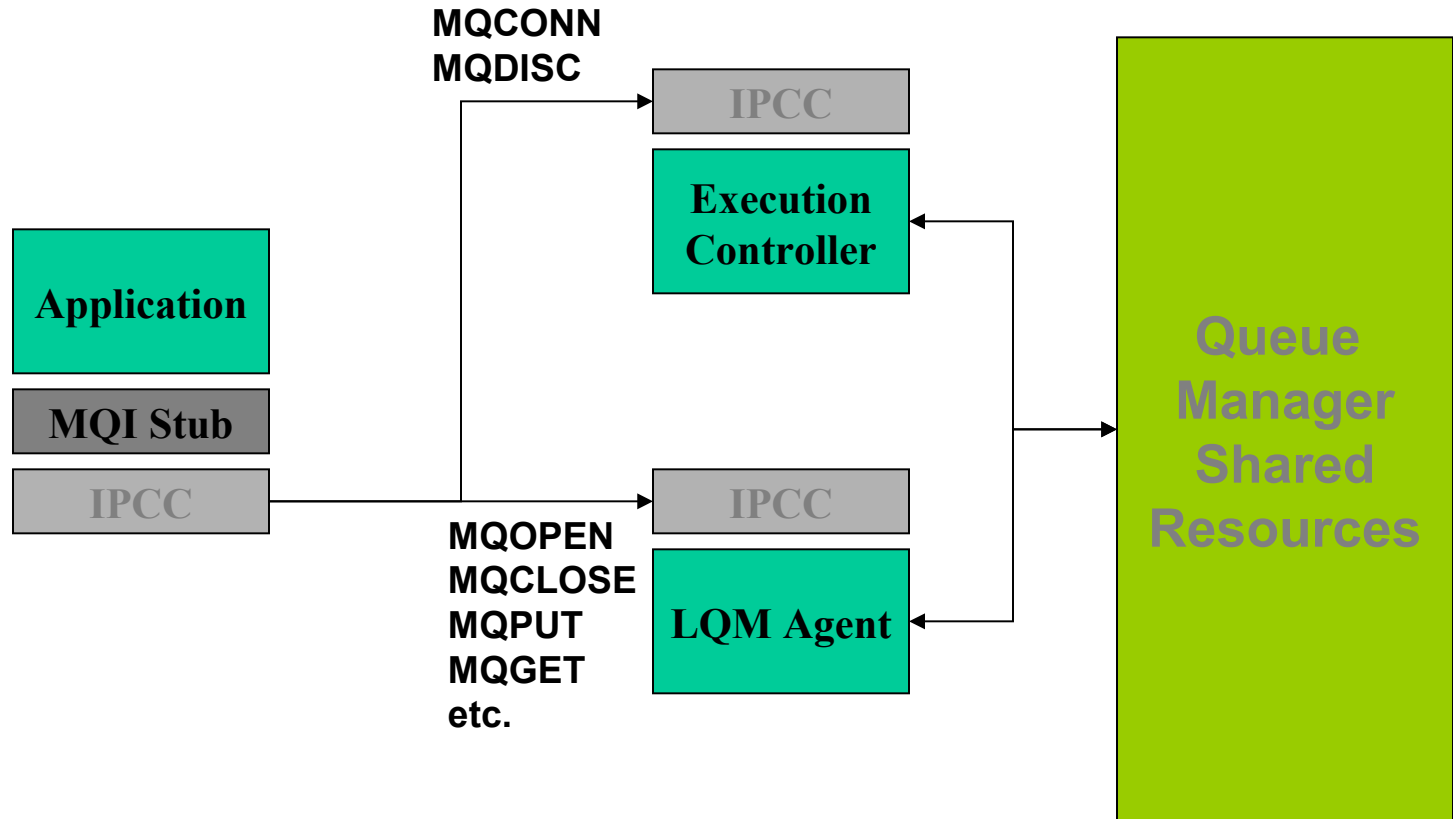 MQCONN
MQDISC
IPCC
Execution
Controller
Application
MQI Stub
IPCC
IPCC
MQOPEN
MQCLOSE
MQPUT
MQGET
etc.
LQM Agent
Queue
Manager
Shared
Resources